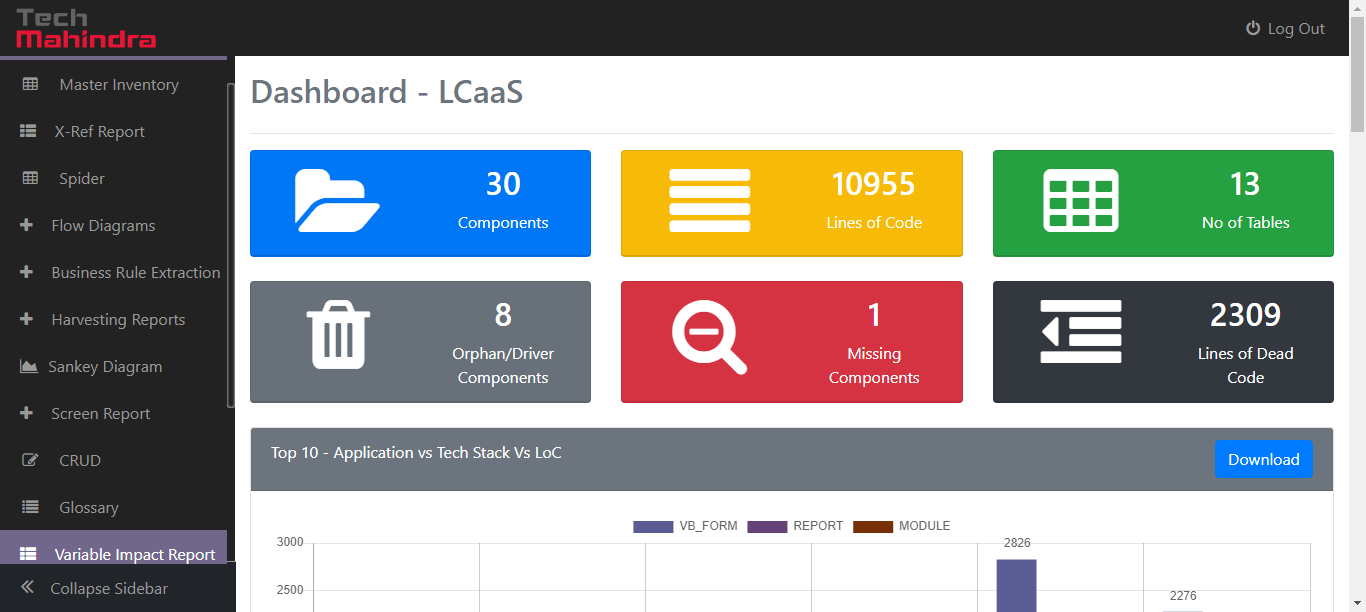 Tech
Mahindra
Log Out
Master Inventory
X-Ref Report
Spider
Flow Diagrams
Business Rule Extraction
Harvesting Reports
Sankey Diagram
Screen Report
CRUD
Glossary
Variable Impact Report
Collapse Sidebar
Dashboard - LCaaS
30
Components
10955
Lines of Code
13
No of Tables
8
Orphan/Driver
Components
1
Missing
Components
2309
Lines of Dead
Code
Top 10 - Application vs Tech Stack Vs LoC
Download
VB_FORM REPORT MODULE
3000
2826
2500
2276